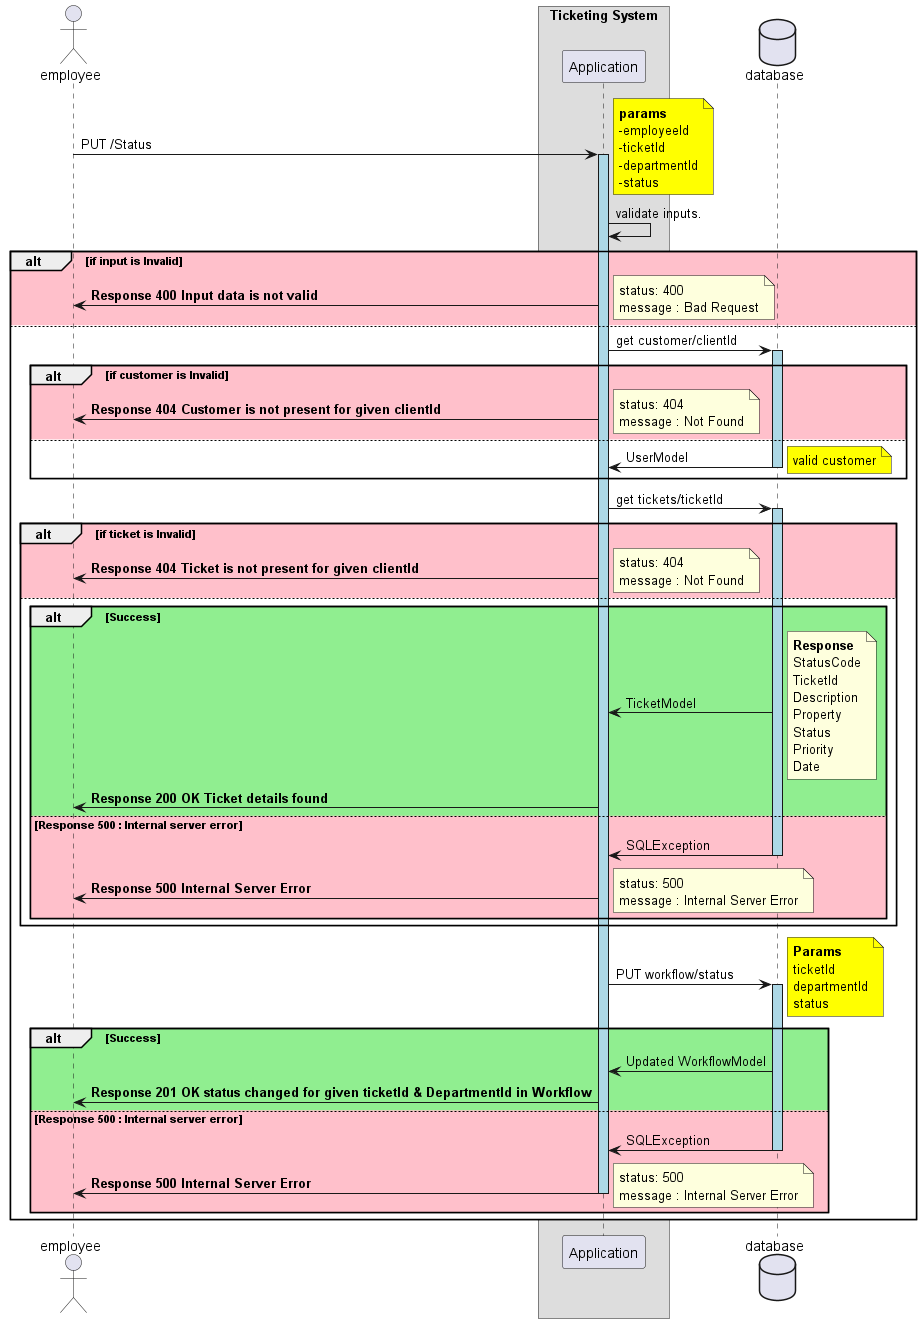 Ticketing System
employee
Application
database
params
-employeeId
-ticketId
-departmentId
-status
PUT /Status
validate inputs.
alt
[if input is Invalid]
Response 400 Input data is not valid
status: 400
message : Bad Request
get customer/clientId
alt
[if customer is Invalid]
Response 404 Customer is not present for given clientId
status: 404
message : Not Found
UserModel
valid customer
get tickets/ticketId
alt
[if ticket is Invalid]
Response 404 Ticket is not present for given clientId
status: 404
message : Not Found
alt
[Success]
Response
StatusCode
TicketId
Description
Property
Status
Priority
Date
TicketModel
Response 200 OK Ticket details found
[Response 500 : Internal server error]
SQLException
Response 500 Internal Server Error
status: 500
message : Internal Server Error
Params
ticketId
departmentId
status
PUT workflow/status
alt
[Success]
Updated WorkflowModel
Response 201 OK status changed for given ticketId & DepartmentId in Workflow
[Response 500 : Internal server error]
SQLException
Response 500 Internal Server Error
status: 500
message : Internal Server Error
employee
Application
database